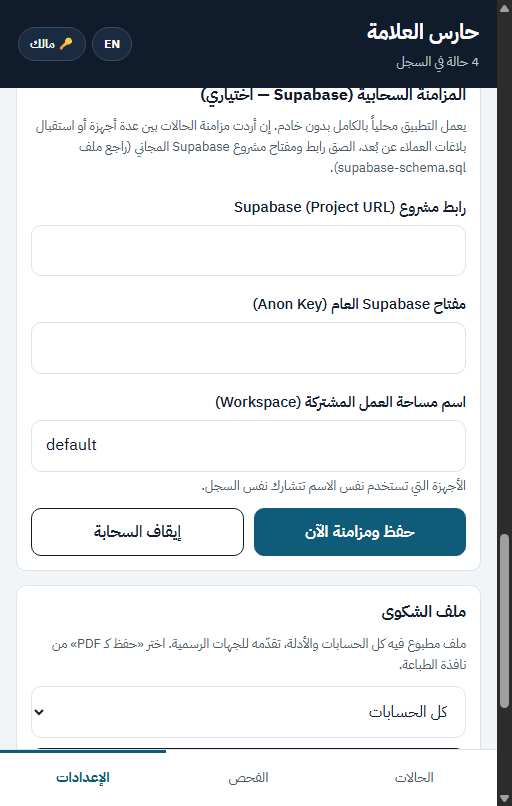 حارس العلامة
4 حالة في السجل
EN
🔑 مالك
المزامنة السحابية (Supabase — اختياري)
يعمل التطبيق محلياً بالكامل بدون خادم. إن أردت مزامنة الحالات بين عدة أجهزة أو استقبال
بلاغات العملاء عن بُعد، الصق رابط ومفتاح مشروع Supabase المجاني (راجع ملف
supabase-schema.sql).
رابط مشروع Supabase (Project URL)
مفتاح Supabase العام (Anon Key)
اسم مساحة العمل المشتركة (Workspace)
default
الأجهزة التي تستخدم نفس الاسم تتشارك نفس السجل.
حفظ ومزامنة الآن
إيقاف السحابة
ملف الشكوى
ملف مطبوع فيه كل الحسابات والأدلة، تقدّمه للجهات الرسمية. اختر «حفظ كـ PDF» من
نافذة الطباعة.
كل الحسابات
الحالات
الفحص
الإعدادات